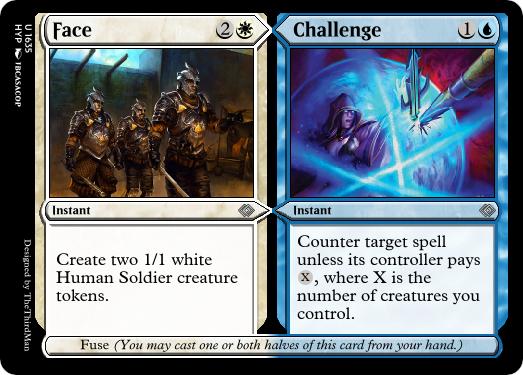 Face 2
Instant
Create two 1/1 white
Human Soldier creature
tokens.
Challenge 1
Instant
Counter target spell
unless its controller pays
X, where X is the
number of creatures you
control.
Fuse (You may cast one or both halves of this card from your hand.)
U 1635
HYP
TBCASACOP
Designed by TheThirdMan